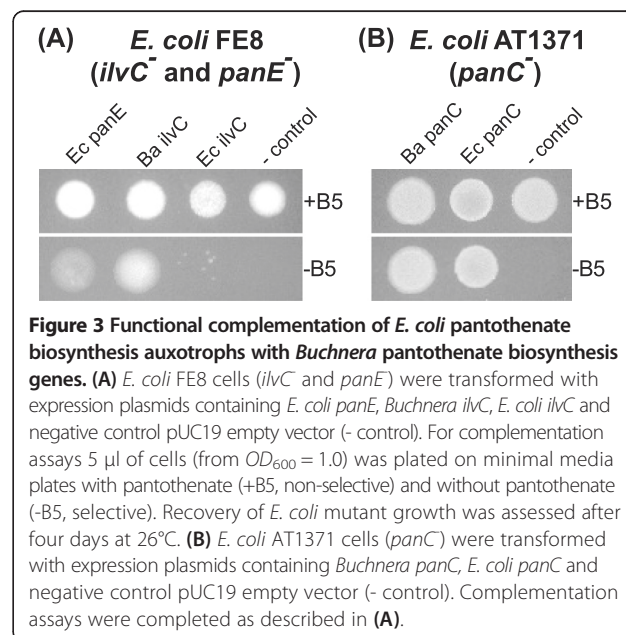 (A) E. coli FE8
(ilvC⁻ and panE⁻)
Ec panE
Ba ilvC
Ec ilvC
- control
+B5
-B5
(B) E. coli AT1371
(panC⁻)
Ba panC
Ec panC
- control
+B5
-B5
Figure 3 Functional complementation of E. coli pantothenate
biosynthesis auxotrophs with Buchnera pantothenate biosynthesis
genes. (A) E. coli FE8 cells (ilvC⁻ and panE⁻) were transformed with
expression plasmids containing E. coli panE, Buchnera ilvC, E. coli ilvC and
negative control pUC19 empty vector (- control). For complementation
assays 5 μl of cells (from OD₆₀₀ = 1.0) was plated on minimal media
plates with pantothenate (+B5, non-selective) and without pantothenate
(-B5, selective). Recovery of E. coli mutant growth was assessed after
four days at 26°C. (B) E. coli AT1371 cells (panC⁻) were transformed
with expression plasmids containing Buchnera panC, E. coli panC and
negative control pUC19 empty vector (- control). Complementation
assays were completed as described in (A).